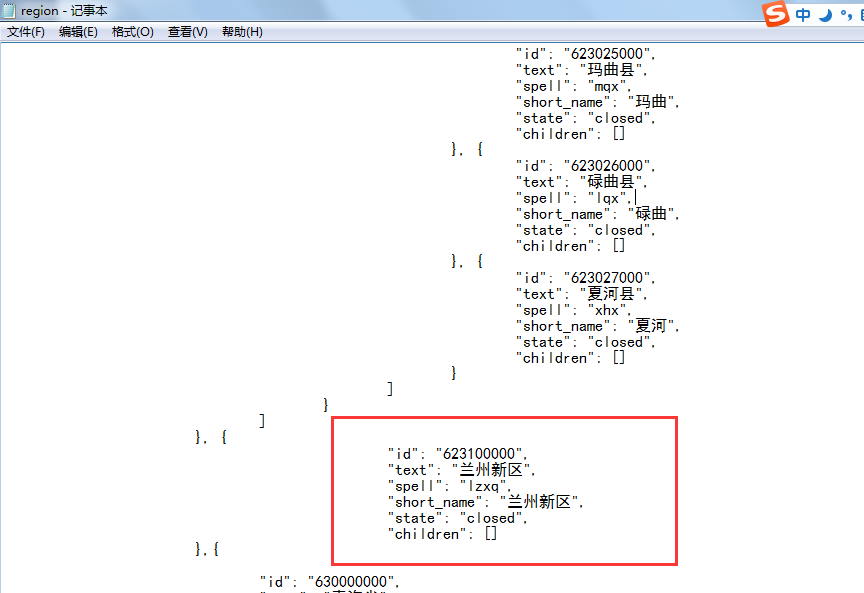 region - 记事本
中
文件(F) 编辑(E) 格式(O) 查看(V) 帮助(H)
"id": "623025000",
"text": "玛曲县",
"spell": "mqx",
"short_name": "玛曲",
"state": "closed",
"children": []
}, {
"id": "623026000",
"text": "碌曲县",
"spell": "lqx",
"short_name": "碌曲",
"state": "closed",
"children": []
}, {
"id": "623027000",
"text": "夏河县",
"spell": "xhx",
"short_name": "夏河",
"state": "closed",
"children": []
}
]
}
]
}, {
"id": "623100000",
"text": "兰州新区",
"spell": "lzxq",
"short_name": "兰州新区",
"state": "closed",
"children": []
},{
"id": "630000000",